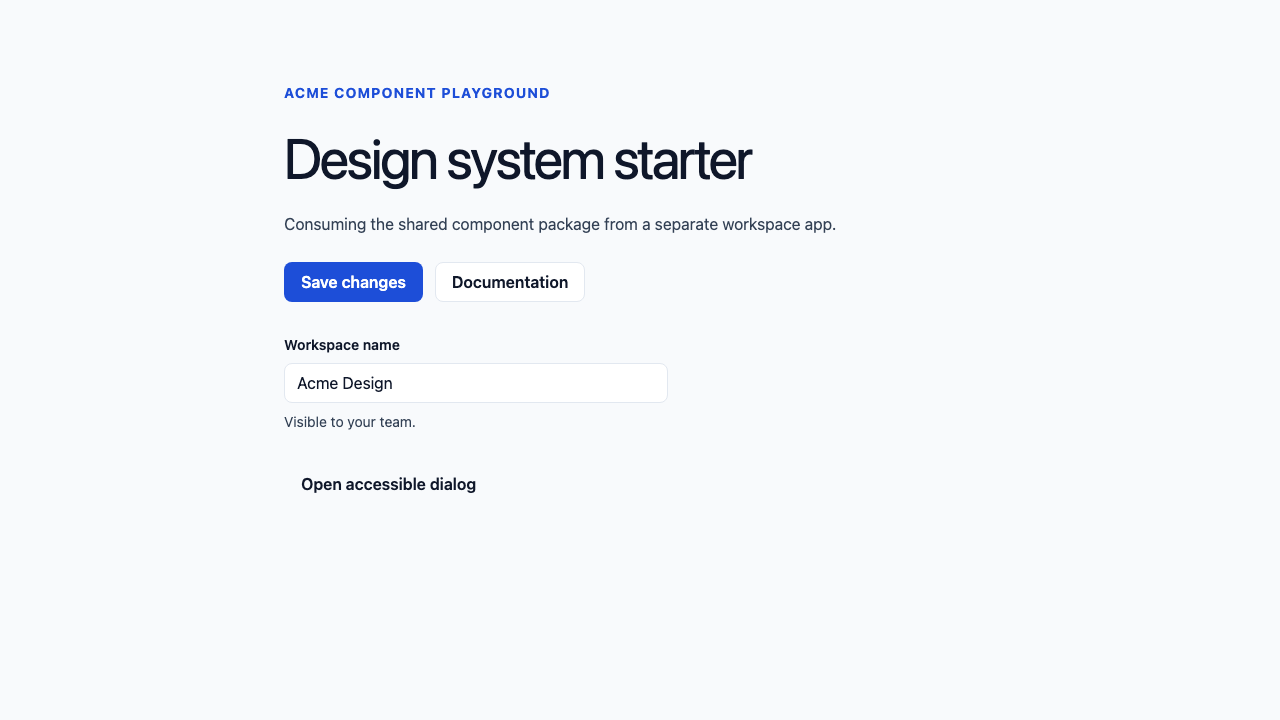 ACME COMPONENT PLAYGROUND
Design system starter
Consuming the shared component package from a separate workspace app.
Save changes
Documentation
Workspace name
Acme Design
Visible to your team.
Open accessible dialog